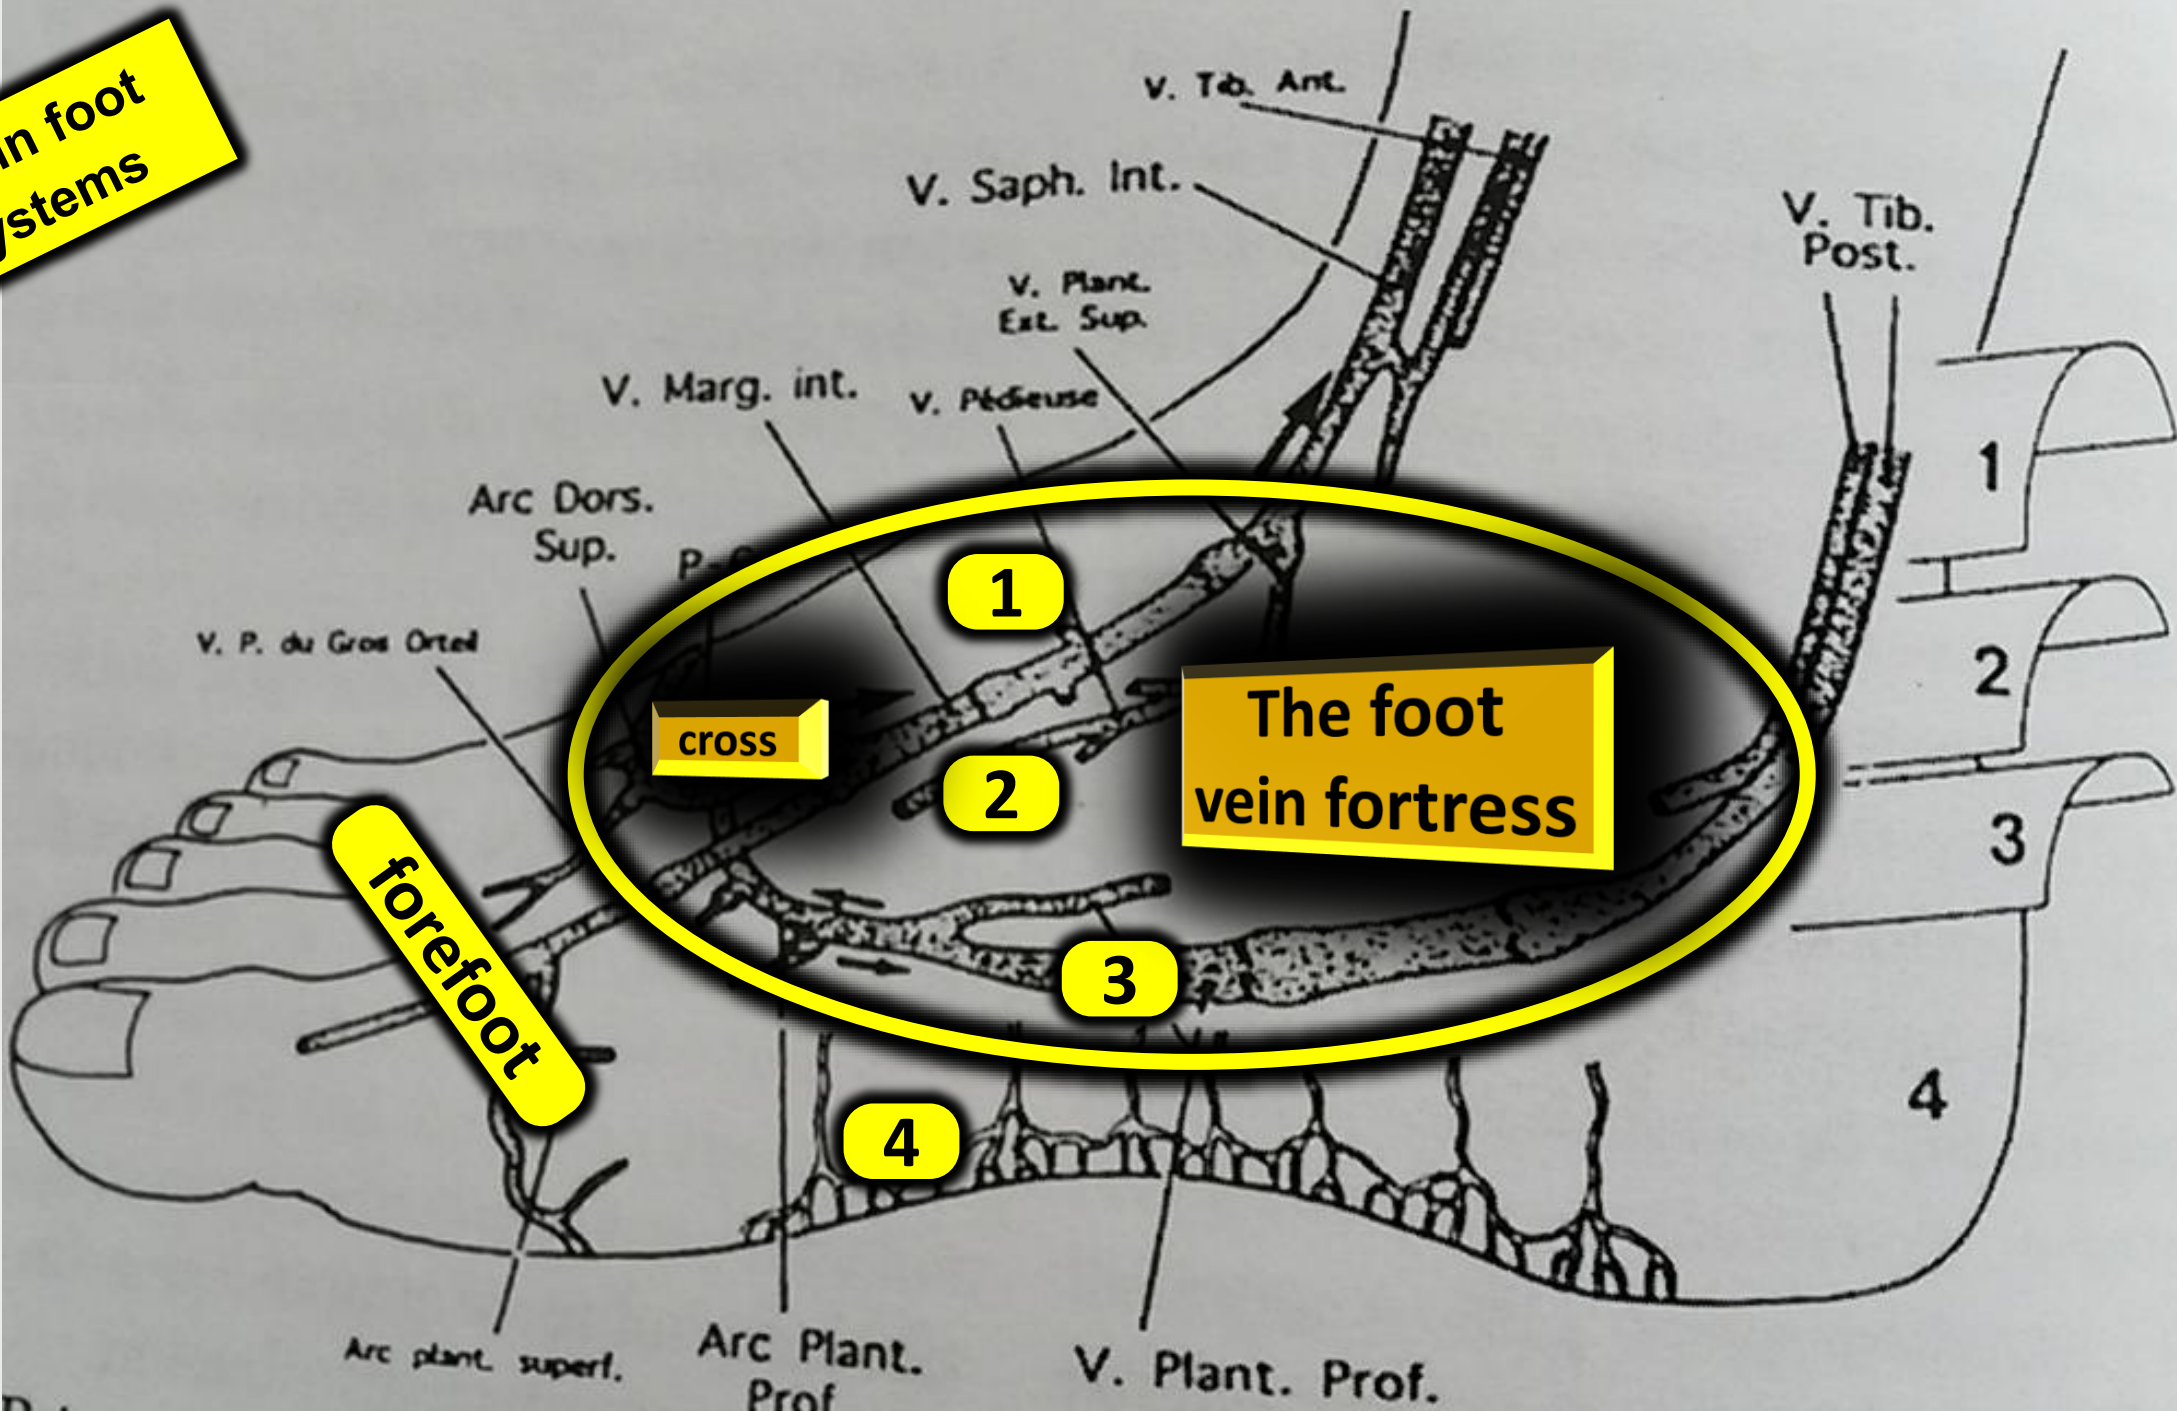 in foot
ystems
V. Tib. Ant.
V. Saph. Int.
V. Tib.
Post.
V. Plant.
Ext. Sup.
V. Marg. int.
V. Pédieuse
Arc Dors.
Sup.
1
1
V. P. du Gros Orteil
2
cross
The foot
vein fortress
2
3
forefoot
3
4
4
Arc plant. superf.
Arc Plant.
Prof
V. Plant. Prof.